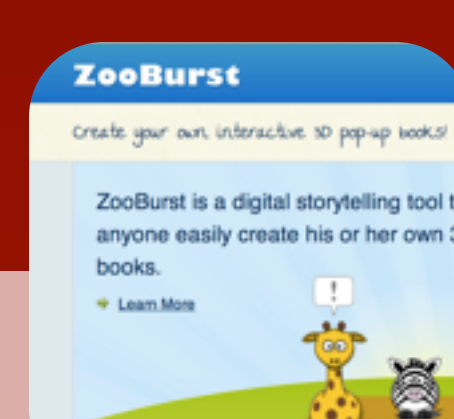 ZooBurst
Create your own interactive 3D pop-up books!
ZooBurst is a digital storytelling tool t
anyone easily create his or her own 3
books.
Learn More
!